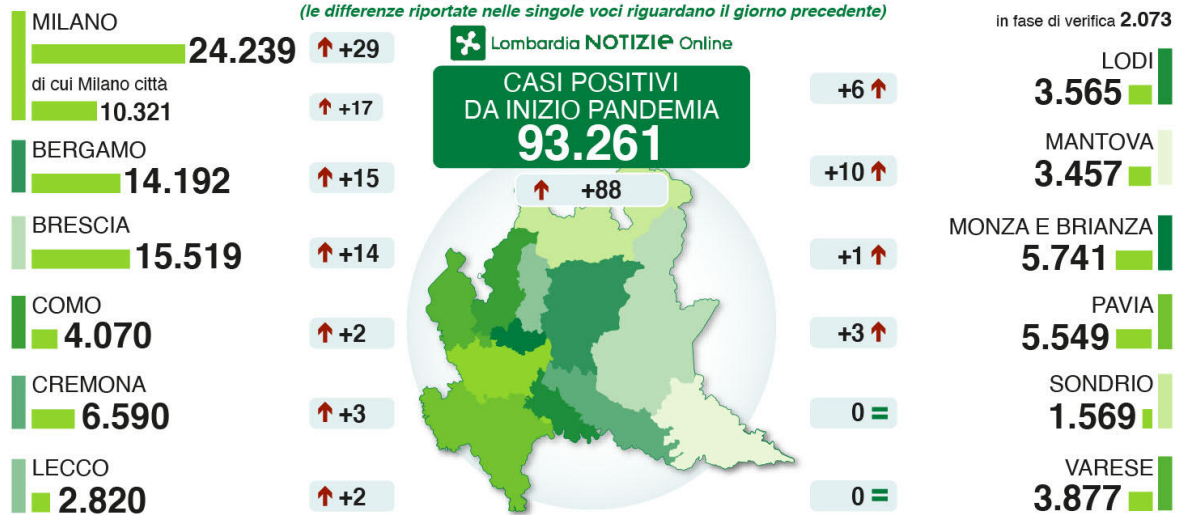 (le differenze riportate nelle singole voci riguardano il giorno precedente)
Lombardia NOTIZIE Online
CASI POSITIVI
DA INIZIO PANDEMIA
93.261
+88
MILANO
24.239
+29
di cui Milano città
10.321
+17
BERGAMO
14.192
+15
BRESCIA
15.519
+14
COMO
4.070
+2
CREMONA
6.590
+3
LECCO
2.820
+2
in fase di verifica 2.073
LODI
+6
3.565
MANTOVA
+10
3.457
MONZA E BRIANZA
+1
5.741
PAVIA
+3
5.549
SONDRIO
0 =
1.569
VARESE
0 =
3.877